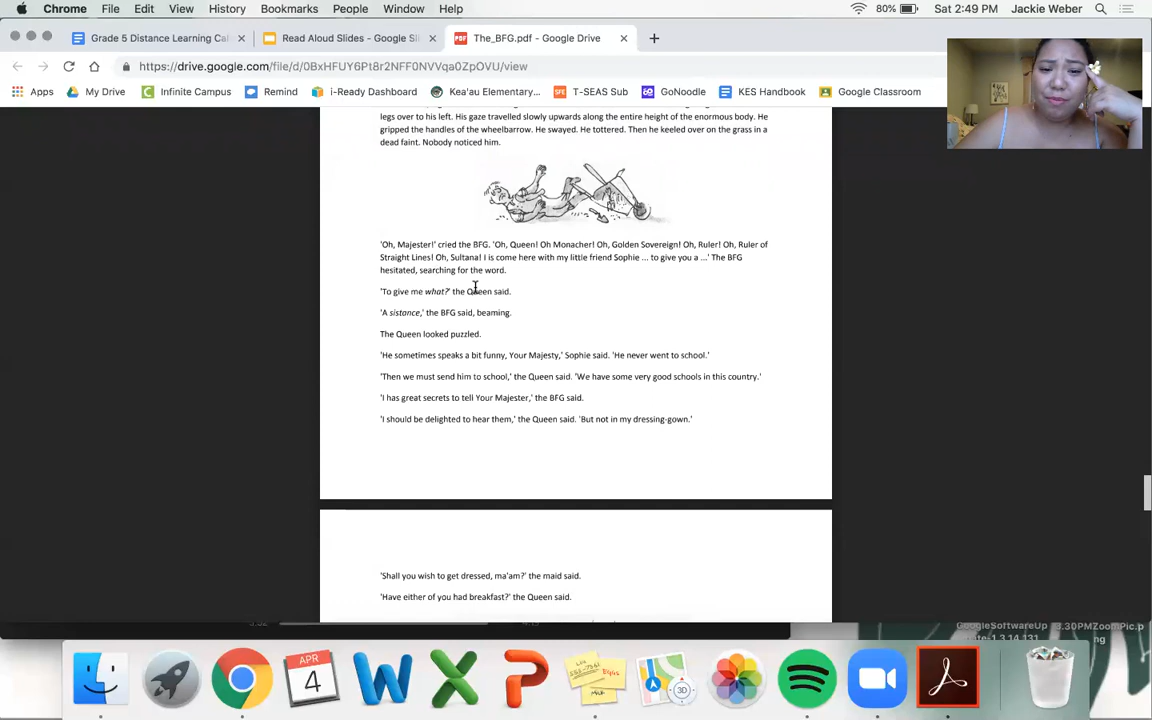 Chrome File Edit View History Bookmarks People Window Help 80% Sat 2:49 PM Jackie Weber
Grade 5 Distance Learning Cal Read Aloud Slides - Google Sli The_BFG.pdf - Google Drive
https://drive.google.com/file/d/0BxHFUY6Pt8r2NFF0NVVqa0ZpOVU/view
Apps My Drive Infinite Campus Remind i-Ready Dashboard Kea'au Elementary... T-SEAS Sub GoNoodle KES Handbook Google Classroom
legs over to his left. His gaze travelled slowly upwards along the entire height of the enormous body. He
gripped the handles of the wheelbarrow. He swayed. He tottered. Then he keeled over on the grass in a
dead faint. Nobody noticed him.
'Oh, Majester!' cried the BFG. 'Oh, Queen! Oh Monacher! Oh, Golden Sovereign! Oh, Ruler! Oh, Ruler of
Straight Lines! Oh, Sultana! I is come here with my little friend Sophie ... to give you a ...' The BFG
hesitated, searching for the word.
'To give me what?' the Queen said.
'A sistance,' the BFG said, beaming.
The Queen looked puzzled.
'He sometimes speaks a bit funny, Your Majesty,' Sophie said. 'He never went to school.'
'Then we must send him to school,' the Queen said. 'We have some very good schools in this country.'
'I has great secrets to tell Your Majester,' the BFG said.
'I should be delighted to hear them,' the Queen said. 'But not in my dressing-gown.'
'Shall you wish to get dressed, ma'am?' the maid said.
'Have either of you had breakfast?' the Queen said.
GoogleSoftwareUp 3.30PMZoomPic.p
date-1.3.14.131 ng
APR
4
3D